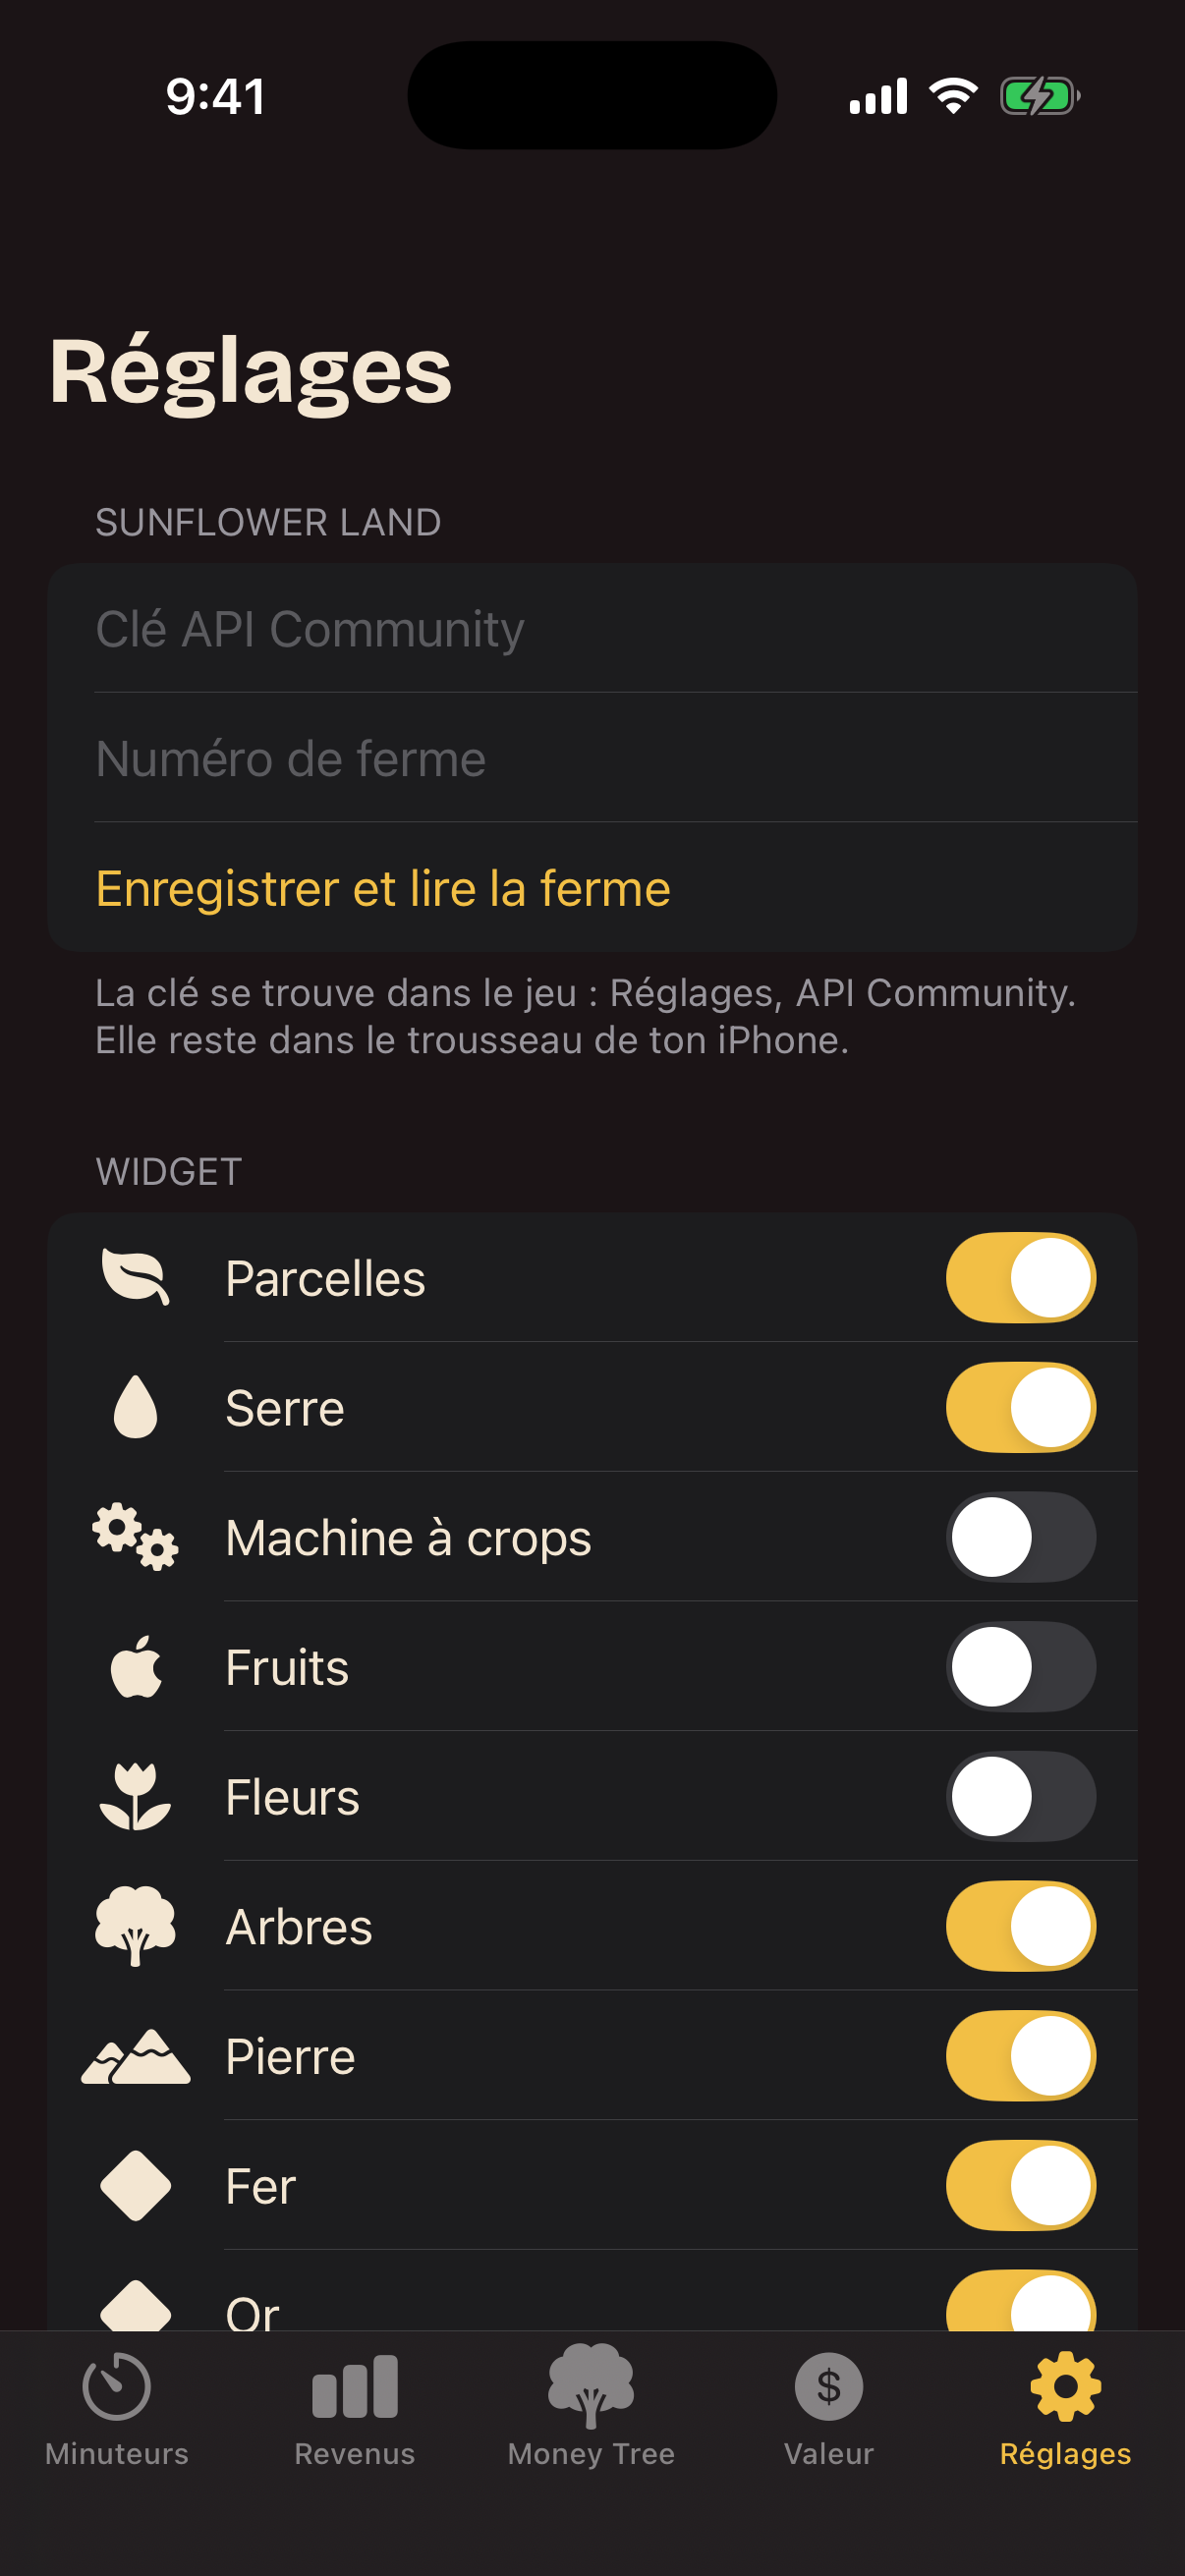 9:41
Réglages
SUNFLOWER LAND
Clé API Community
Numéro de ferme
Enregistrer et lire la ferme
La clé se trouve dans le jeu : Réglages, API Community.
Elle reste dans le trousseau de ton iPhone.
WIDGET
Parcelles
Serre
Machine à crops
Fruits
Fleurs
Arbres
Pierre
Fer
Or
$
Minuteurs
Revenus
Money Tree
Valeur
Réglages